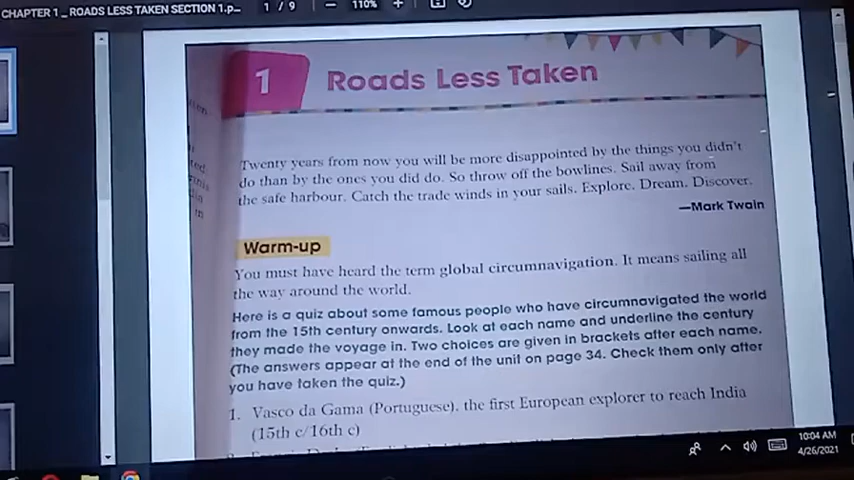 CHAPTER 1_ ROADS LESS TAKEN SECTION 1.p...
1 / 9
110%
1 Roads Less Taken
Twenty years from now you will be more disappointed by the things you didn't
do than by the ones you did do. So throw off the bowlines. Sail away from
the safe harbour. Catch the trade winds in your sails. Explore. Dream. Discover.
—Mark Twain
Warm-up
You must have heard the term global circumnavigation. It means sailing all
the way around the world.
Here is a quiz about some famous people who have circumnavigated the world
from the 15th century onwards. Look at each name and underline the century
they made the voyage in. Two choices are given in brackets after each name.
(The answers appear at the end of the unit on page 34. Check them only after
you have taken the quiz.)
1. Vasco da Gama (Portuguese). the first European explorer to reach India
(15th c/16th c)
10:04 AM
4/26/2021